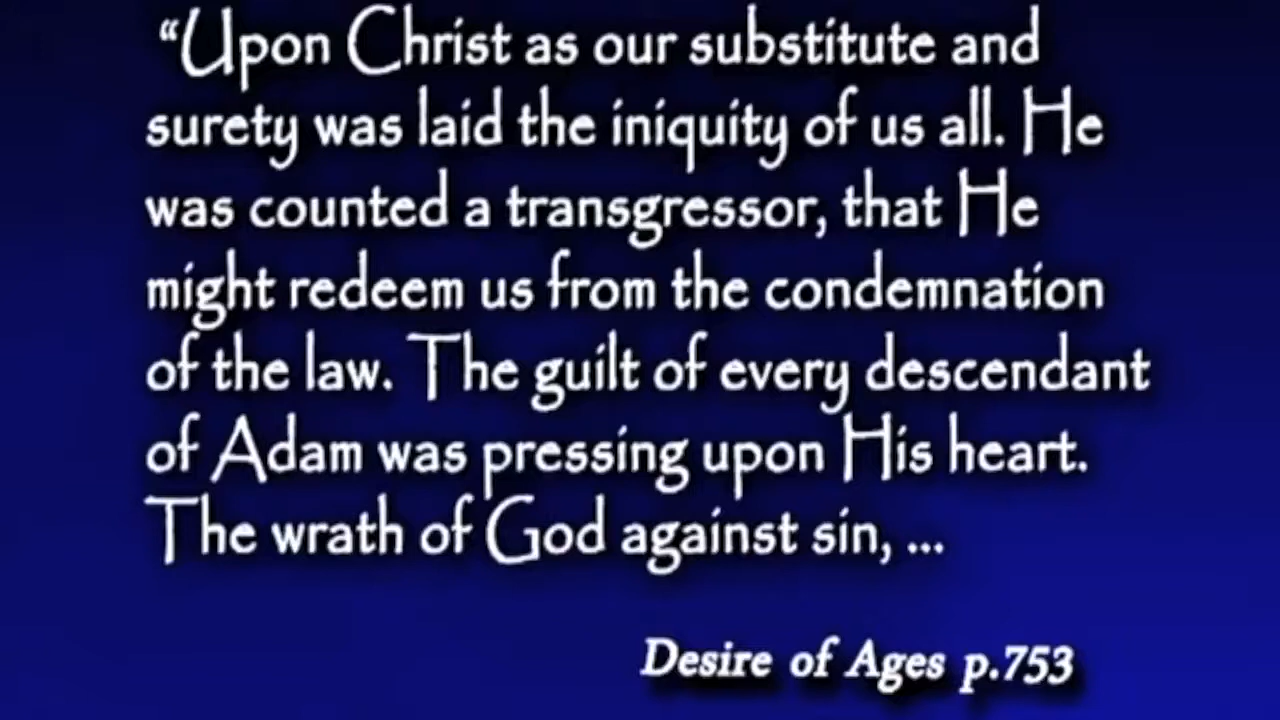 “Upon Christ as our substitute and
surety was laid the iniquity of us all. He
was counted a transgressor, that He
might redeem us from the condemnation
of the law. The guilt of every descendant
of Adam was pressing upon His heart.
The wrath of God against sin, ...
Desire of Ages p.753